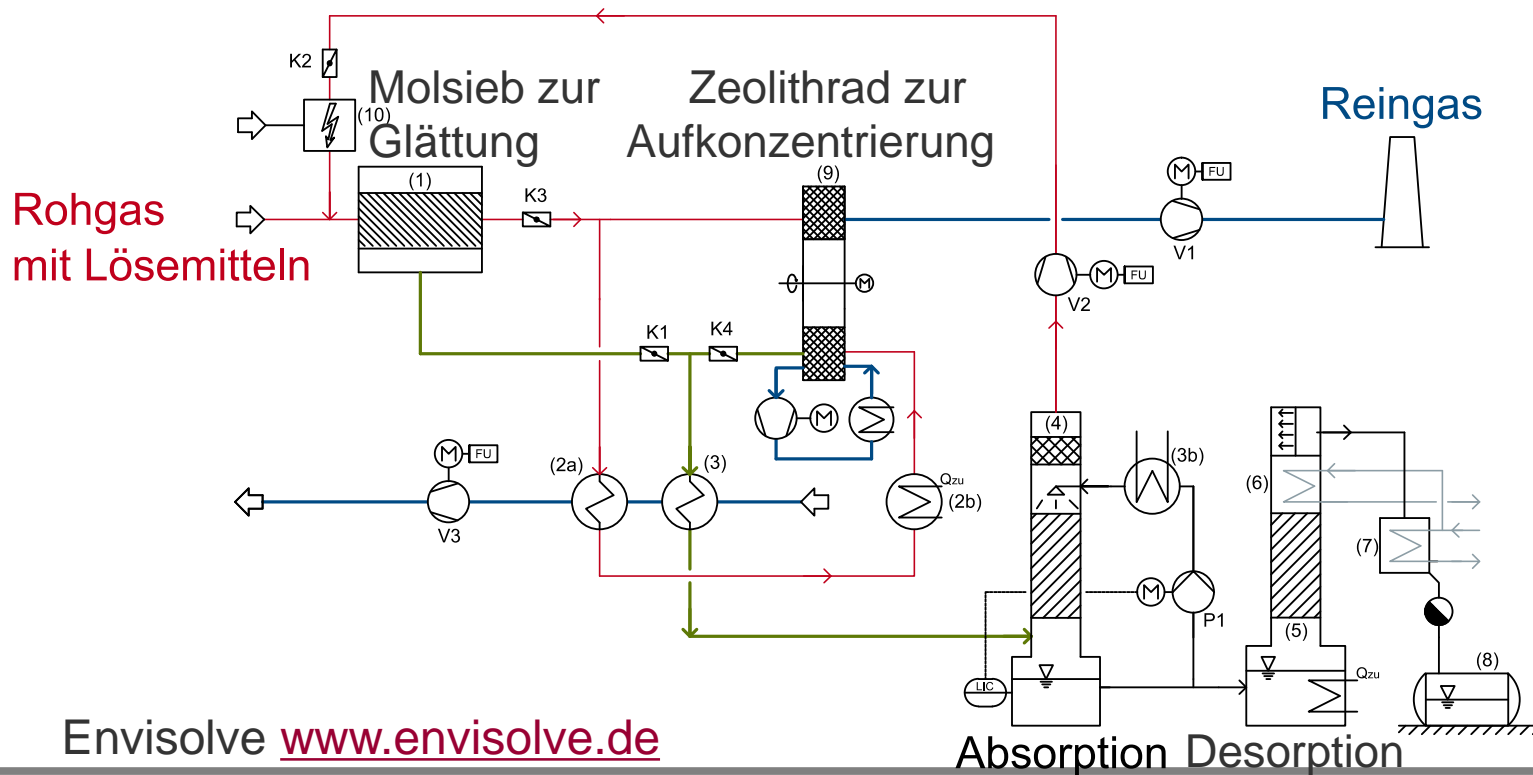 K2
Molsieb zur
Glättung
Zeolithrad zur
Aufkonzentrierung
Reingas
(10)
(1)
(9)
M
FU
K3
V1
Rohgas
mit Lösemitteln
M
M
FU
V2
K1
K4
M
M
FU
(2a)
(3)
Qzu
(2b)
V3
(4)
(3b)
(6)
(7)
M
P1
(5)
(8)
LIC
Qzu
Envisolve www.envisolve.de
Absorption
Desorption